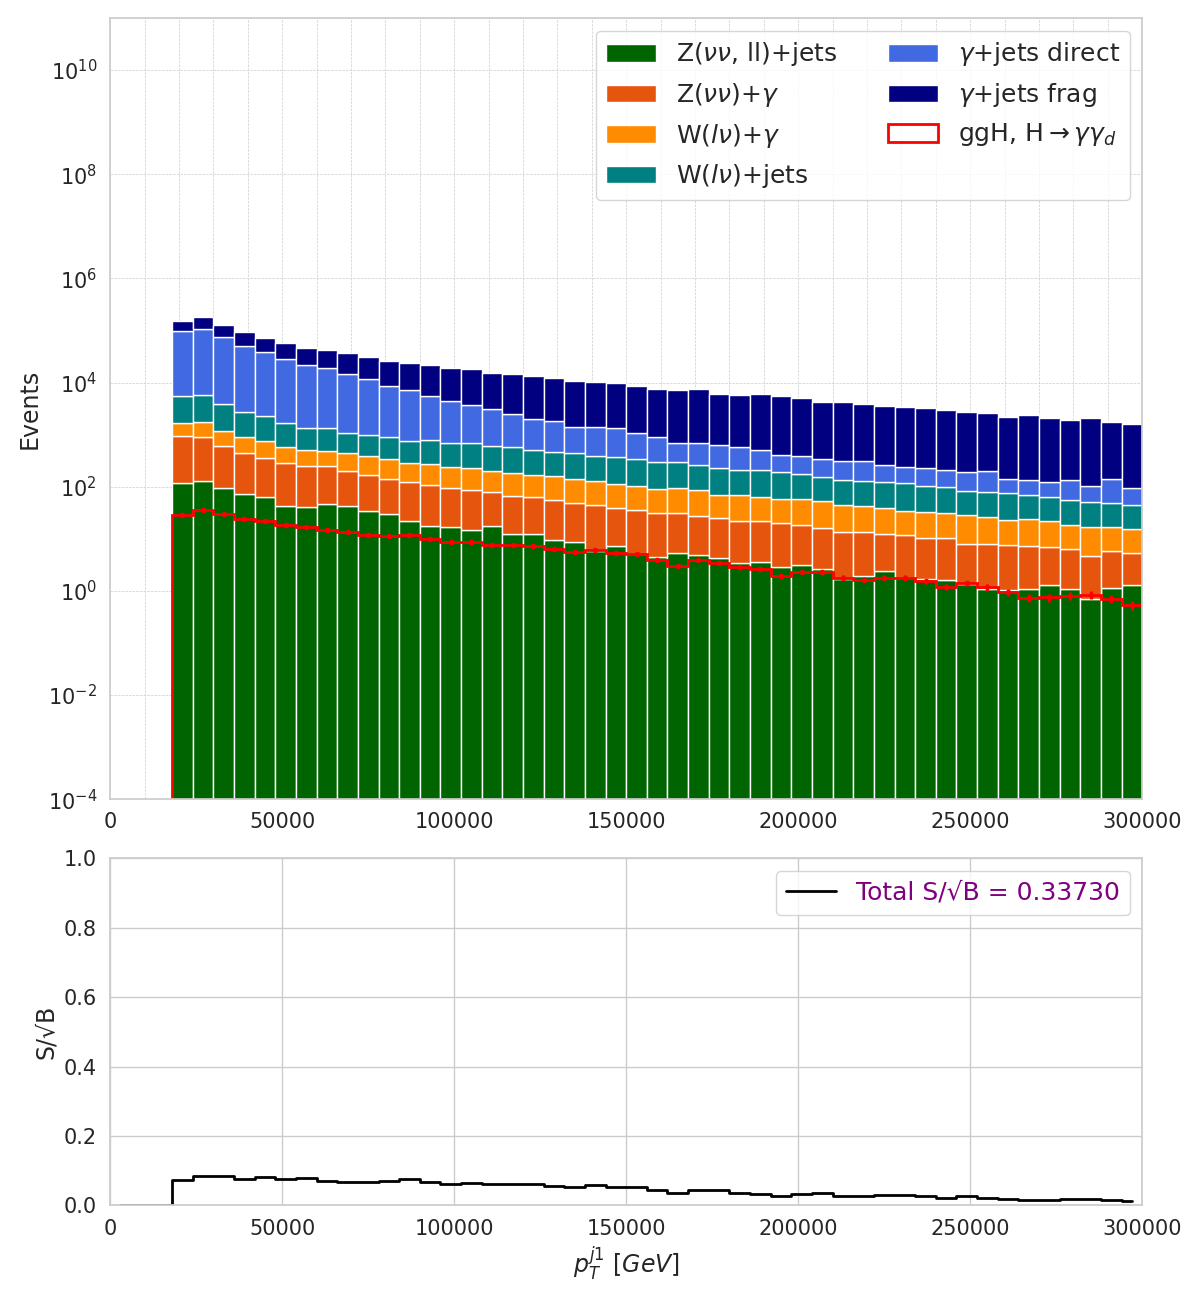 Z(νν, ll)+jets
Z(νν)+γ
W(lν)+γ
W(lν)+jets
γ+jets direct
γ+jets frag
ggH, H→γγ_d
Events
10^10
10^8
10^6
10^4
10^2
10^0
10^−2
10^−4
0 50000 100000 150000 200000 250000 300000
Total S/√B = 0.33730
S/√B
1.0
0.8
0.6
0.4
0.2
0.0
0 50000 100000 150000 200000 250000 300000
p_T^{j1} [GeV]